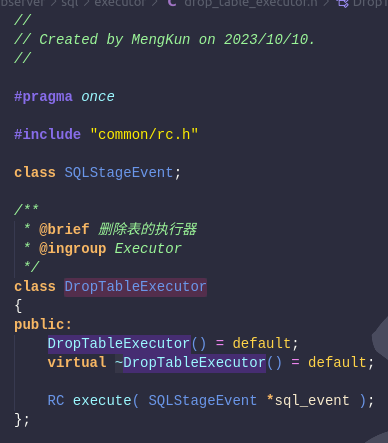 observer / sql / executor / drop_table_executor.h / DropT
//
// Created by MengKun on 2023/10/10.
//
#pragma once
#include "common/rc.h"
class SQLStageEvent;
/**
 * @brief 删除表的执行器
 * @ingroup Executor
 */
class DropTableExecutor
{
public:
    DropTableExecutor() = default;
    virtual ~DropTableExecutor() = default;
    RC execute( SQLStageEvent *sql_event );
};